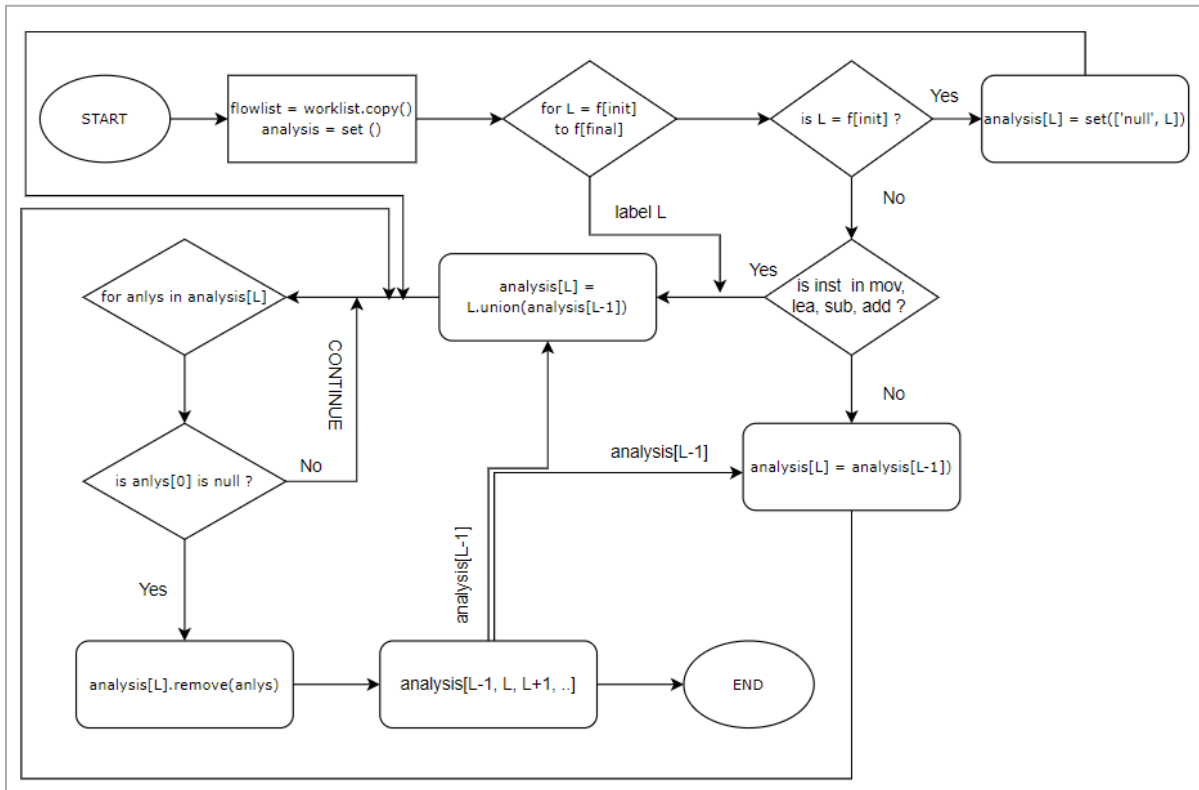 START
flowlist = worklist.copy()
analysis = set ()
for L = f[init]
to f[final]
is L = f[init] ?
Yes
analysis[L] = set(['null', L])
label L
No
for anlys in analysis[L]
analysis[L] =
L.union(analysis[L-1])
Yes
is inst in mov,
lea, sub, add ?
CONTINUE
No
is anlys[0] is null ?
No
analysis[L-1]
analysis[L] = analysis[L-1])
analysis[L-1]
Yes
analysis[L].remove(anlys)
analysis[L-1, L, L+1, ..]
END